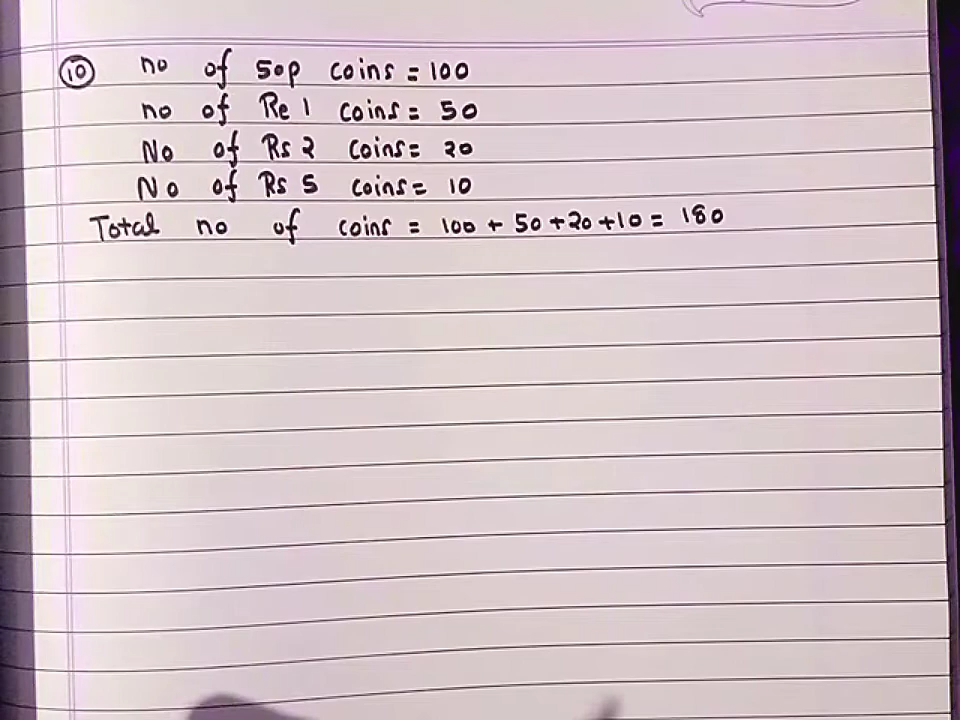 10 no of 50p coins = 100
no of Re 1 coins = 50
No of Rs 2 coins = 20
No of Rs 5 coins = 10
Total no of coins = 100 + 50 + 20 + 10 = 180